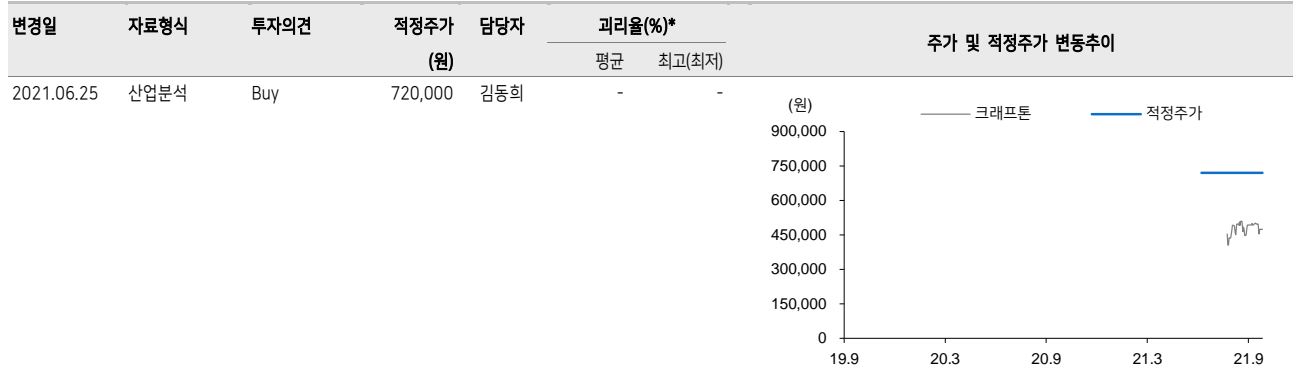 변경일 자료형식 투자의견 적정주가 담당자 괴리율(%)* 주가 및 적정주가 변동추이
(원) 평균 최고(최저)
2021.06.25 산업분석 Buy 720,000 김동희 - -
(원) 크래프톤 적정주가
900,000
750,000
600,000
450,000
300,000
150,000
0
19.9 20.3 20.9 21.3 21.9